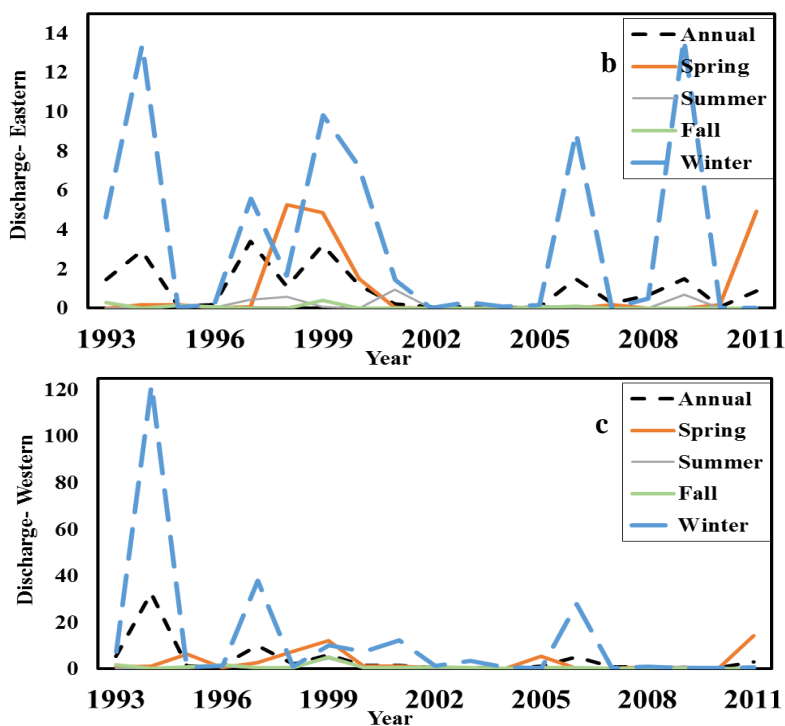 14
12
10
8
6
4
2
0
Discharge- Eastern
b
Annual
Spring
Summer
Fall
Winter
1993 1996 1999 2002 2005 2008 2011
Year
120
100
80
60
40
20
0
Discharge- Western
c
Annual
Spring
Summer
Fall
Winter
1993 1996 1999 2002 2005 2008 2011
Year